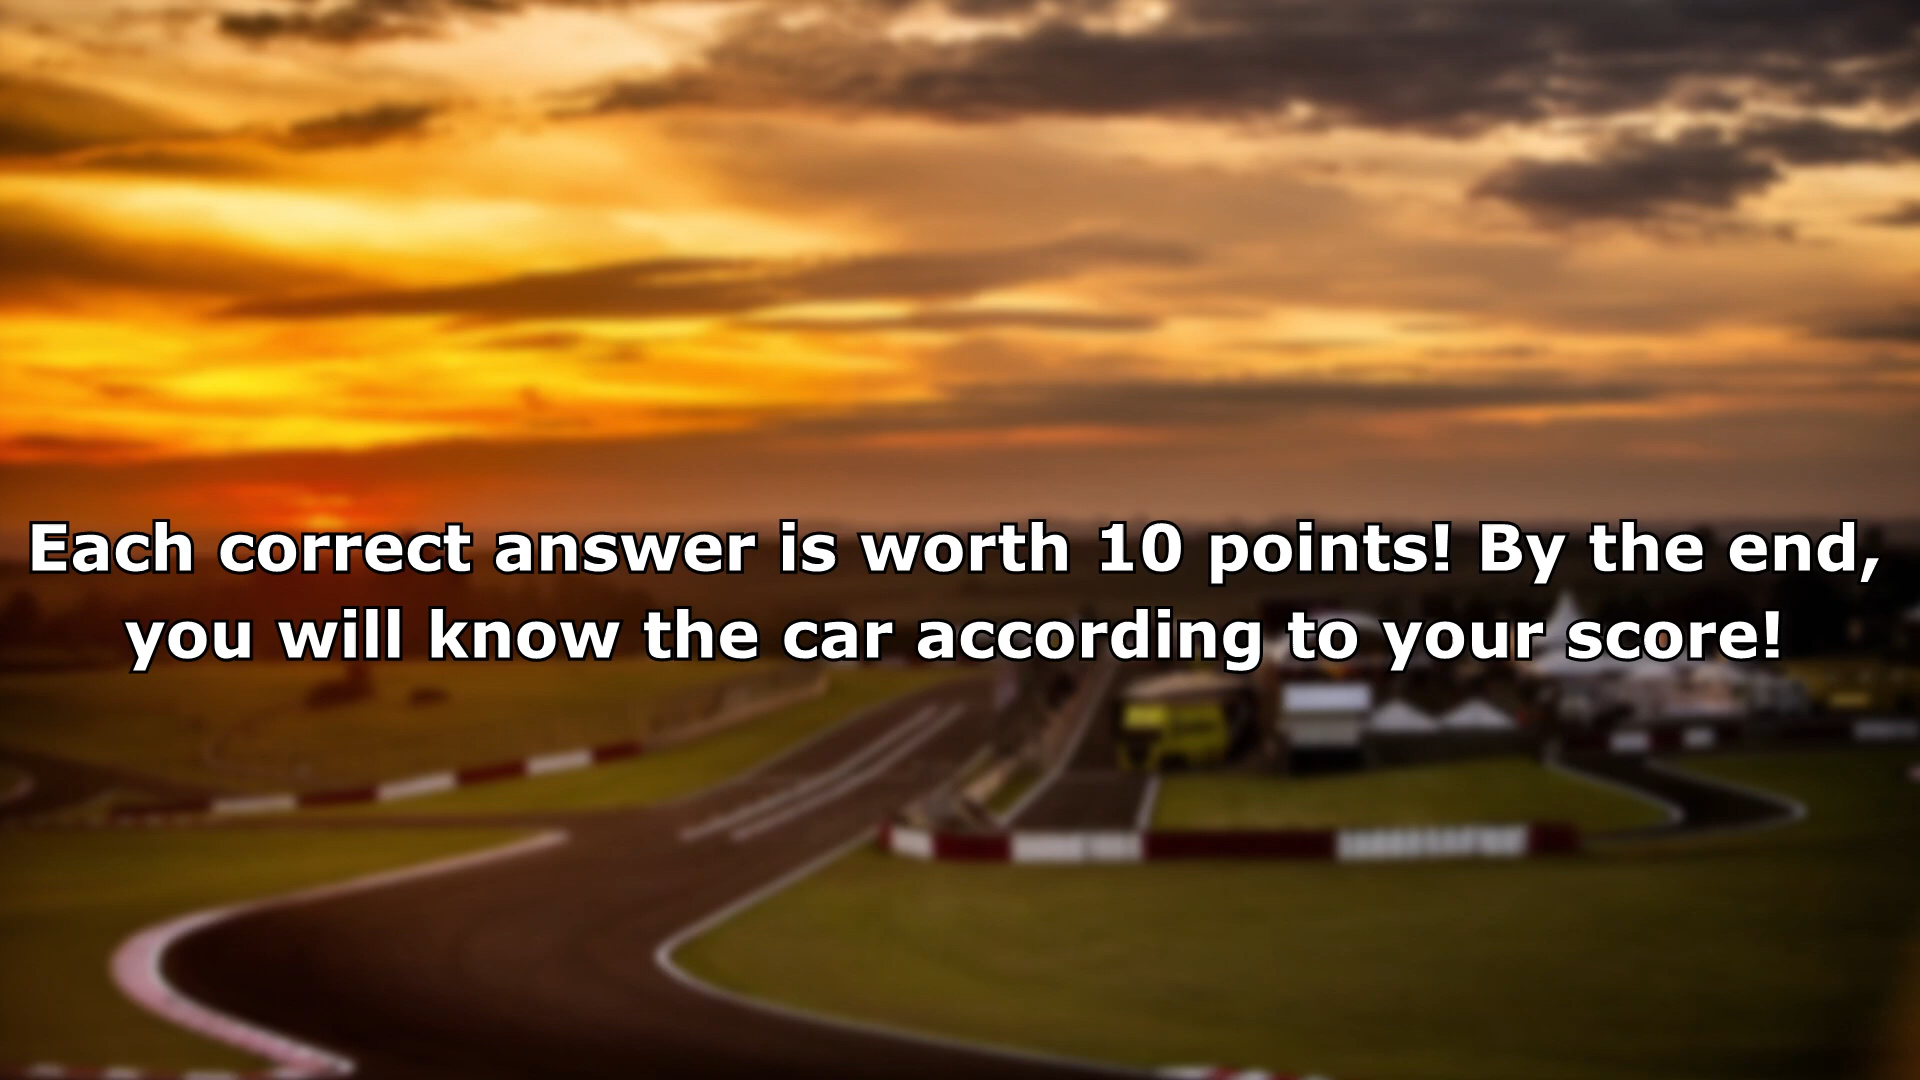 Each correct answer is worth 10 points! By the end,
you will know the car according to your score!